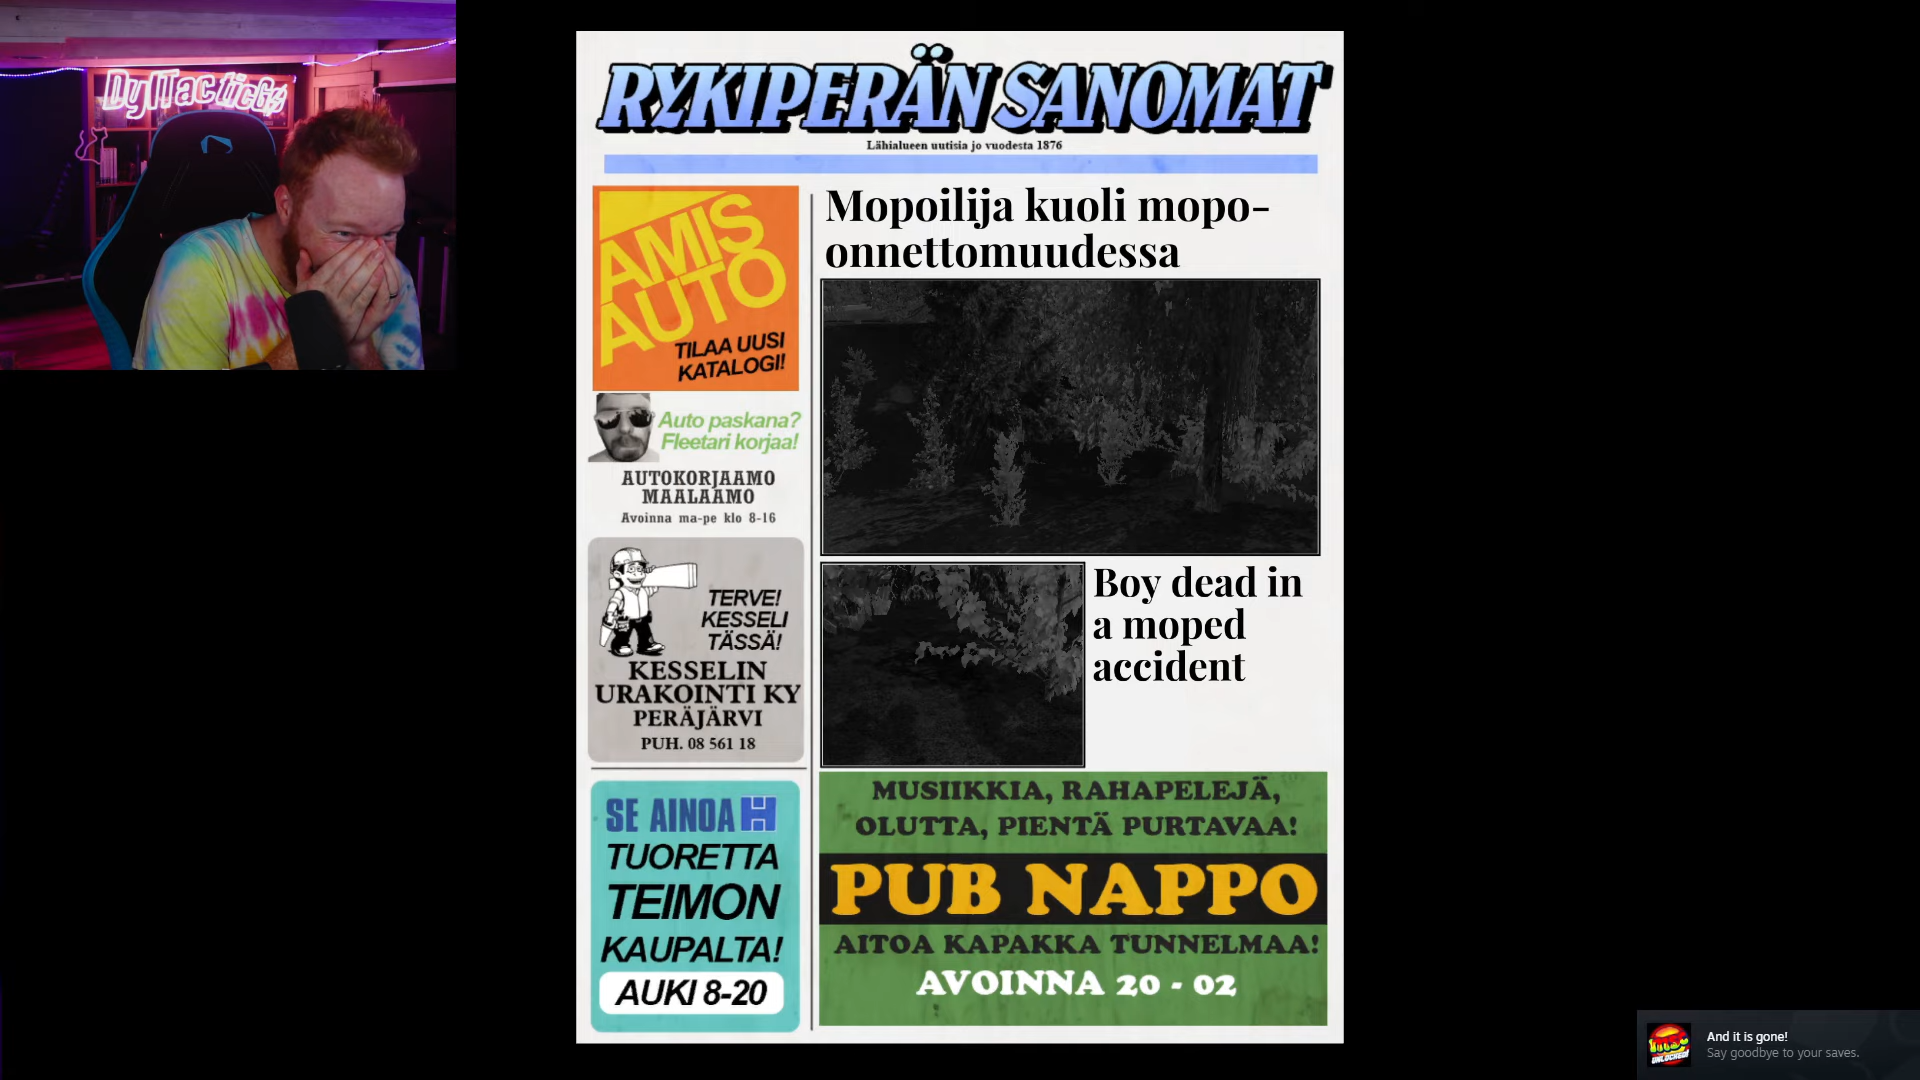 DylTacticGs
RYKIPERÄN SANOMAT
Lähialueen uutisia jo vuodesta 1876
AMIS
AUTO
TILAA UUSI
KATALOGI!
Auto paskana?
Fleetari korjaa!
AUTOKORJAAMO
MAALAAMO
Avoinna ma-pe klo 8-16
TERVE!
KESSELI
TÄSSÄ!
KESSELIN
URAKOINTI KY
PERÄJÄRVI
PUH. 08 561 18
SE AINOA H
TUORETTA
TEIMON
KAUPALTA!
AUKI 8-20
Mopoilija kuoli mopo-
onnettomuudessa
Boy dead in
a moped
accident
MUSIIKKIA, RAHAPELEJÄ,
OLUTTA, PIENTÄ PURTAVAA!
PUB NAPPO
AITOA KAPAKKA TUNNELMAA!
AVOINNA 20 - 02
And it is gone!
Say goodbye to your saves.